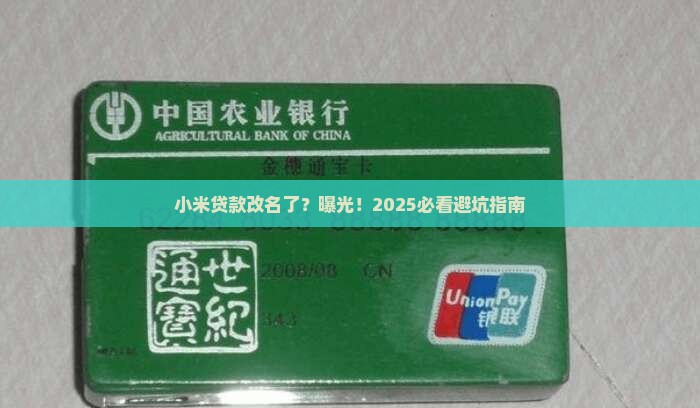 中国农业银行
AGRICULTURAL BANK OF CHINA
金穗通宝卡
小米贷款改名了？曝光！2025必看避坑指南
2008/08 CN
世紀通寶
343
UnionPay
银联